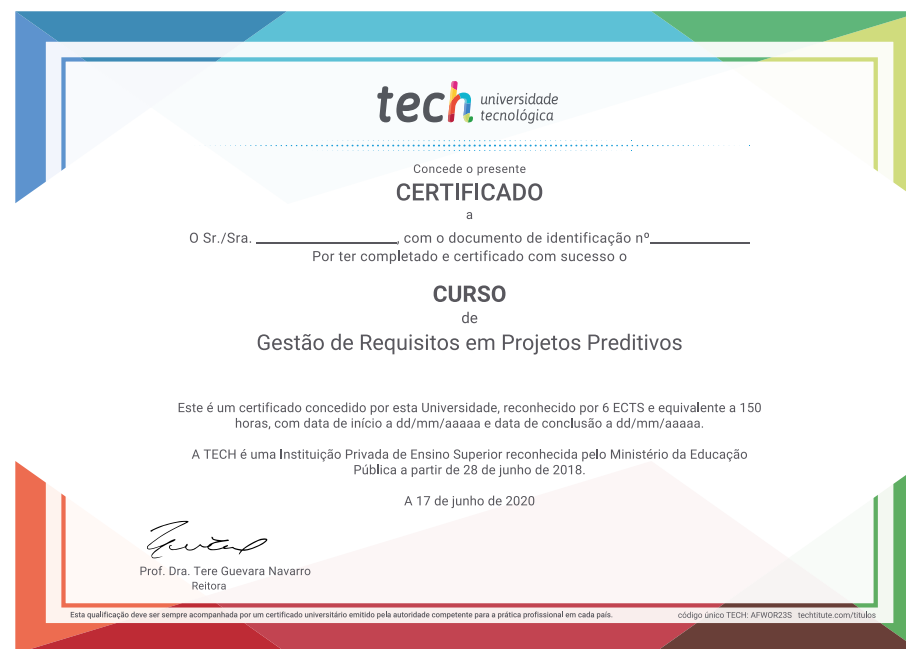 tech universidade
tecnológica
Concede o presente
CERTIFICADO
a
O Sr./Sra. ____________________, com o documento de identificação nº______________
Por ter completado e certificado com sucesso o
CURSO
de
Gestão de Requisitos em Projetos Preditivos
Este é um certificado concedido por esta Universidade, reconhecido por 6 ECTS e equivalente a 150
horas, com data de início a dd/mm/aaaaa e data de conclusão a dd/mm/aaaaa.
A TECH é uma Instituição Privada de Ensino Superior reconhecida pelo Ministério da Educação
Pública a partir de 28 de junho de 2018.
A 17 de junho de 2020
Prof. Dra. Tere Guevara Navarro
Reitora
Esta qualificação deve ser sempre acompanhada por um certificado universitário emitido pela autoridade competente para a prática profissional em cada país. código único TECH: AFWOR23S techtitute.com/titulos